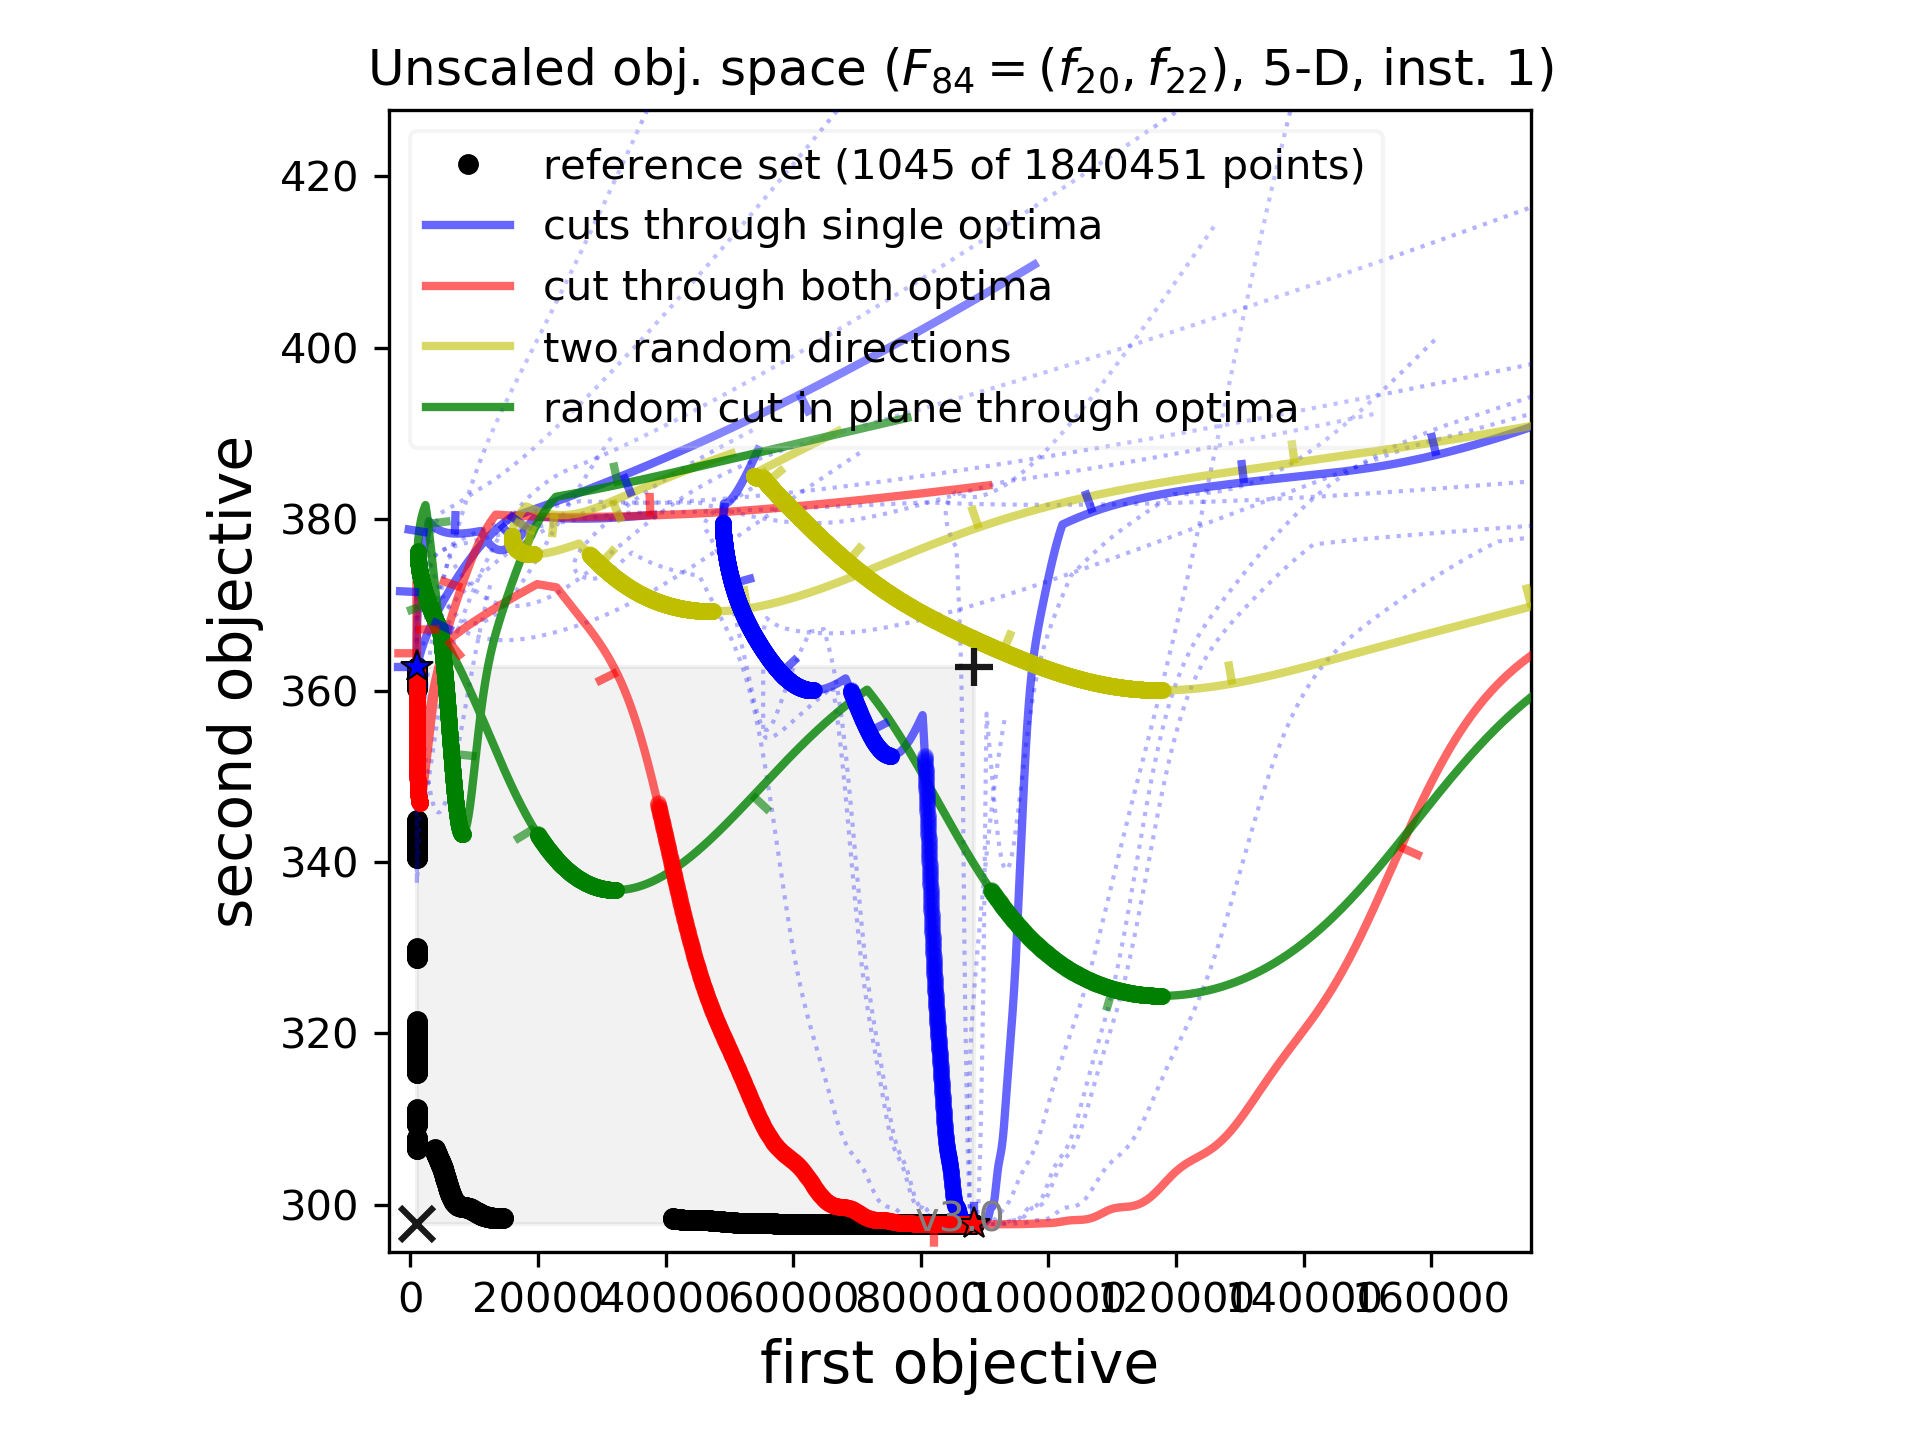 Unscaled obj. space (F84 = (f20, f22), 5-D, inst. 1)
reference set (1045 of 1840451 points)
cuts through single optima
cut through both optima
two random directions
random cut in plane through optima
420
400
380
360
340
320
300
second objective
v3.0
0 20000 40000 60000 80000 100000 120000 140000 160000
first objective